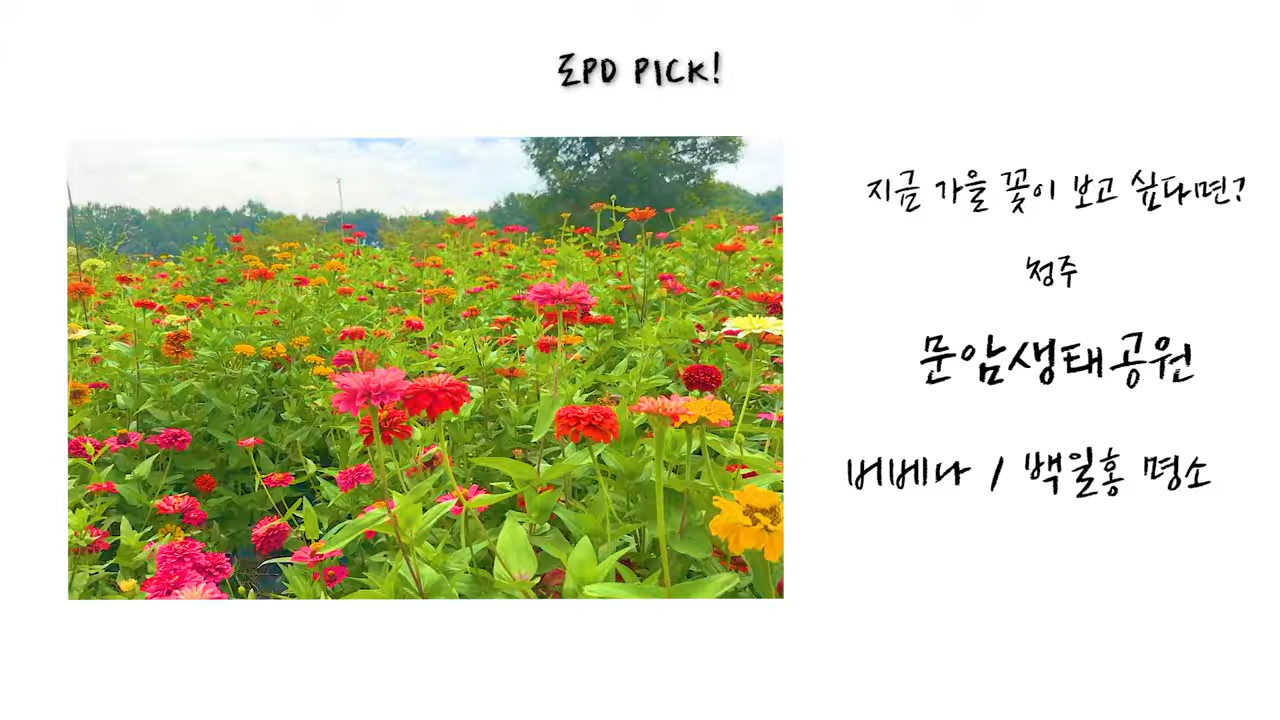 도PD PICK!
지금 가을 꽃이 보고 싶다면?
청주
문암생태공원
버베나 / 백일홍 명소